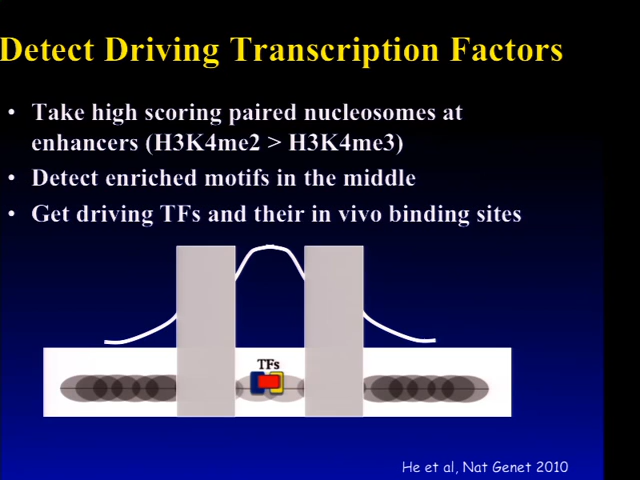 Detect Driving Transcription Factors
• Take high scoring paired nucleosomes at
enhancers (H3K4me2 > H3K4me3)
• Detect enriched motifs in the middle
• Get driving TFs and their in vivo binding sites
TFs
He et al, Nat Genet 2010